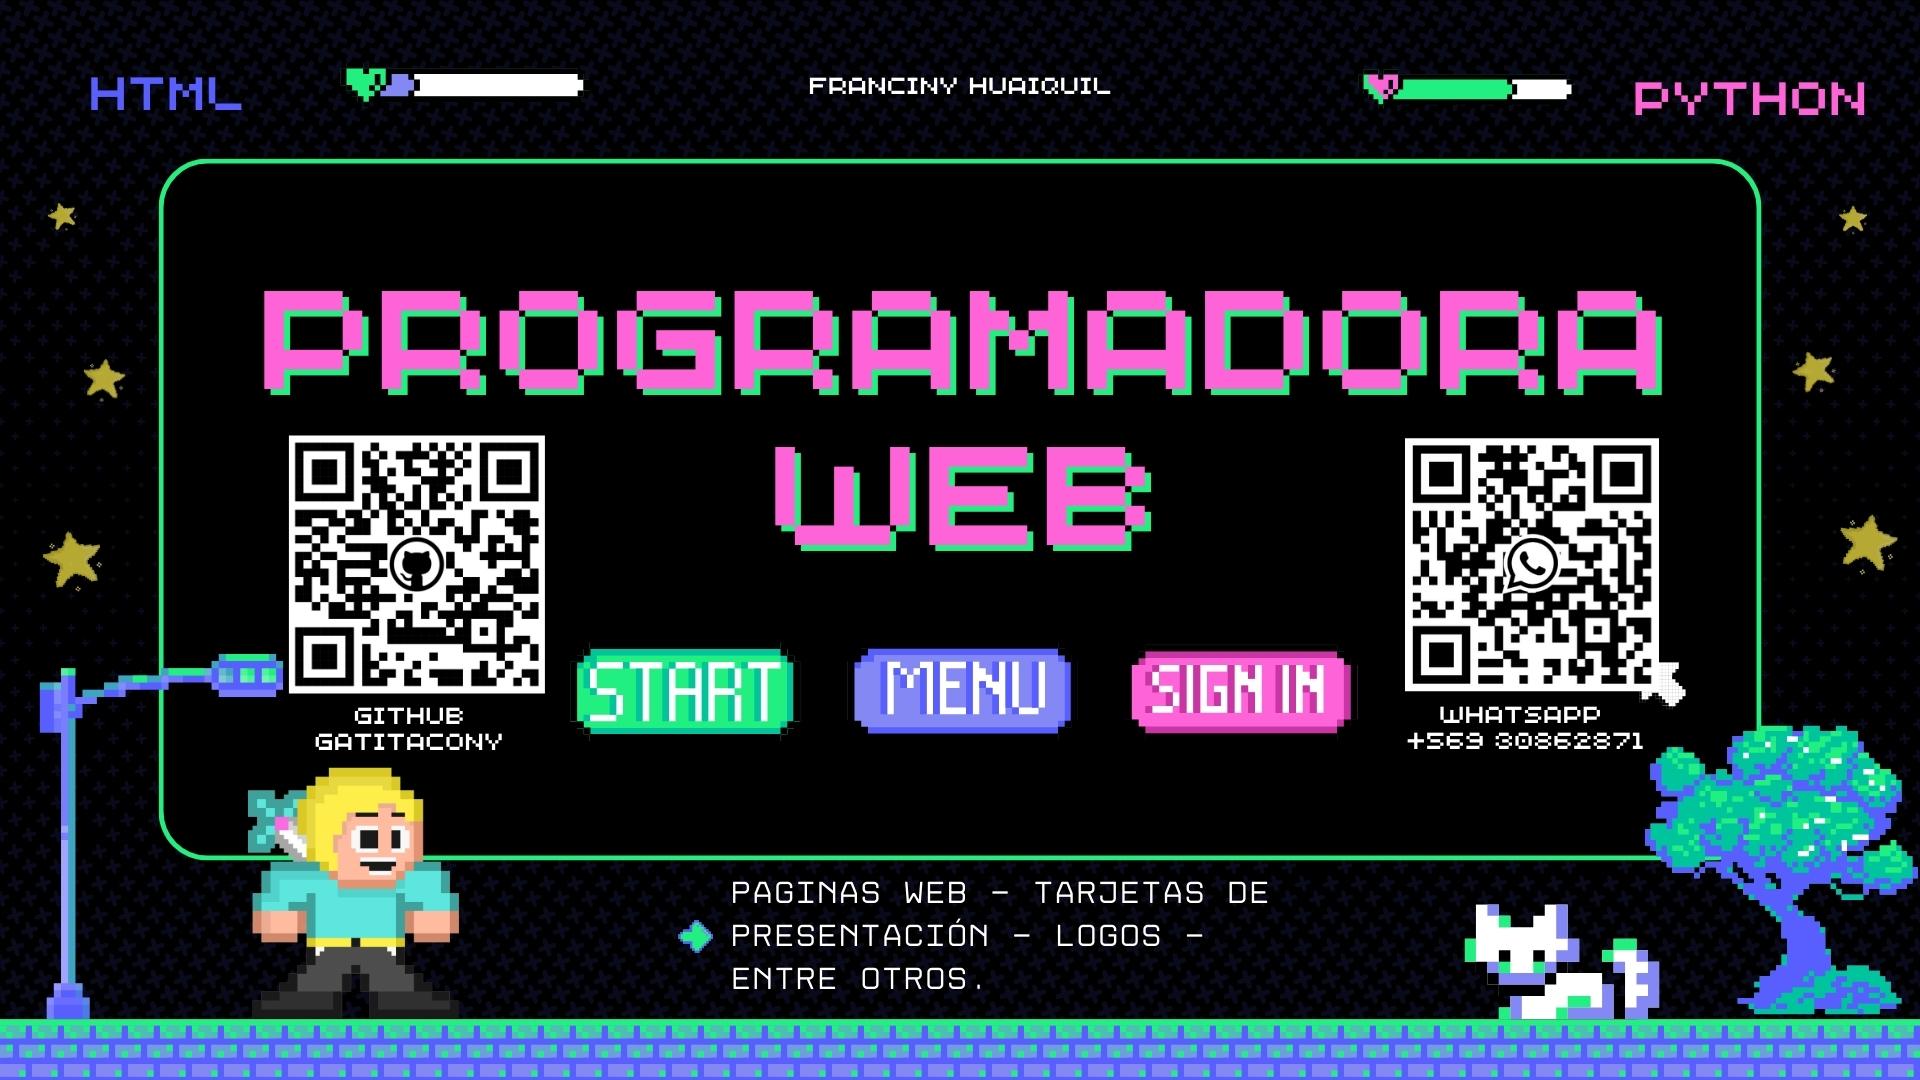 HTML
FRANCINY HUAIQUIL
PYTHON
PROGRAMADORA
WEB
START
MENU
SIGN IN
GITHUB
GATITACONY
WHATSAPP
+569 30862871
PAGINAS WEB - TARJETAS DE
PRESENTACIÓN - LOGOS -
ENTRE OTROS.